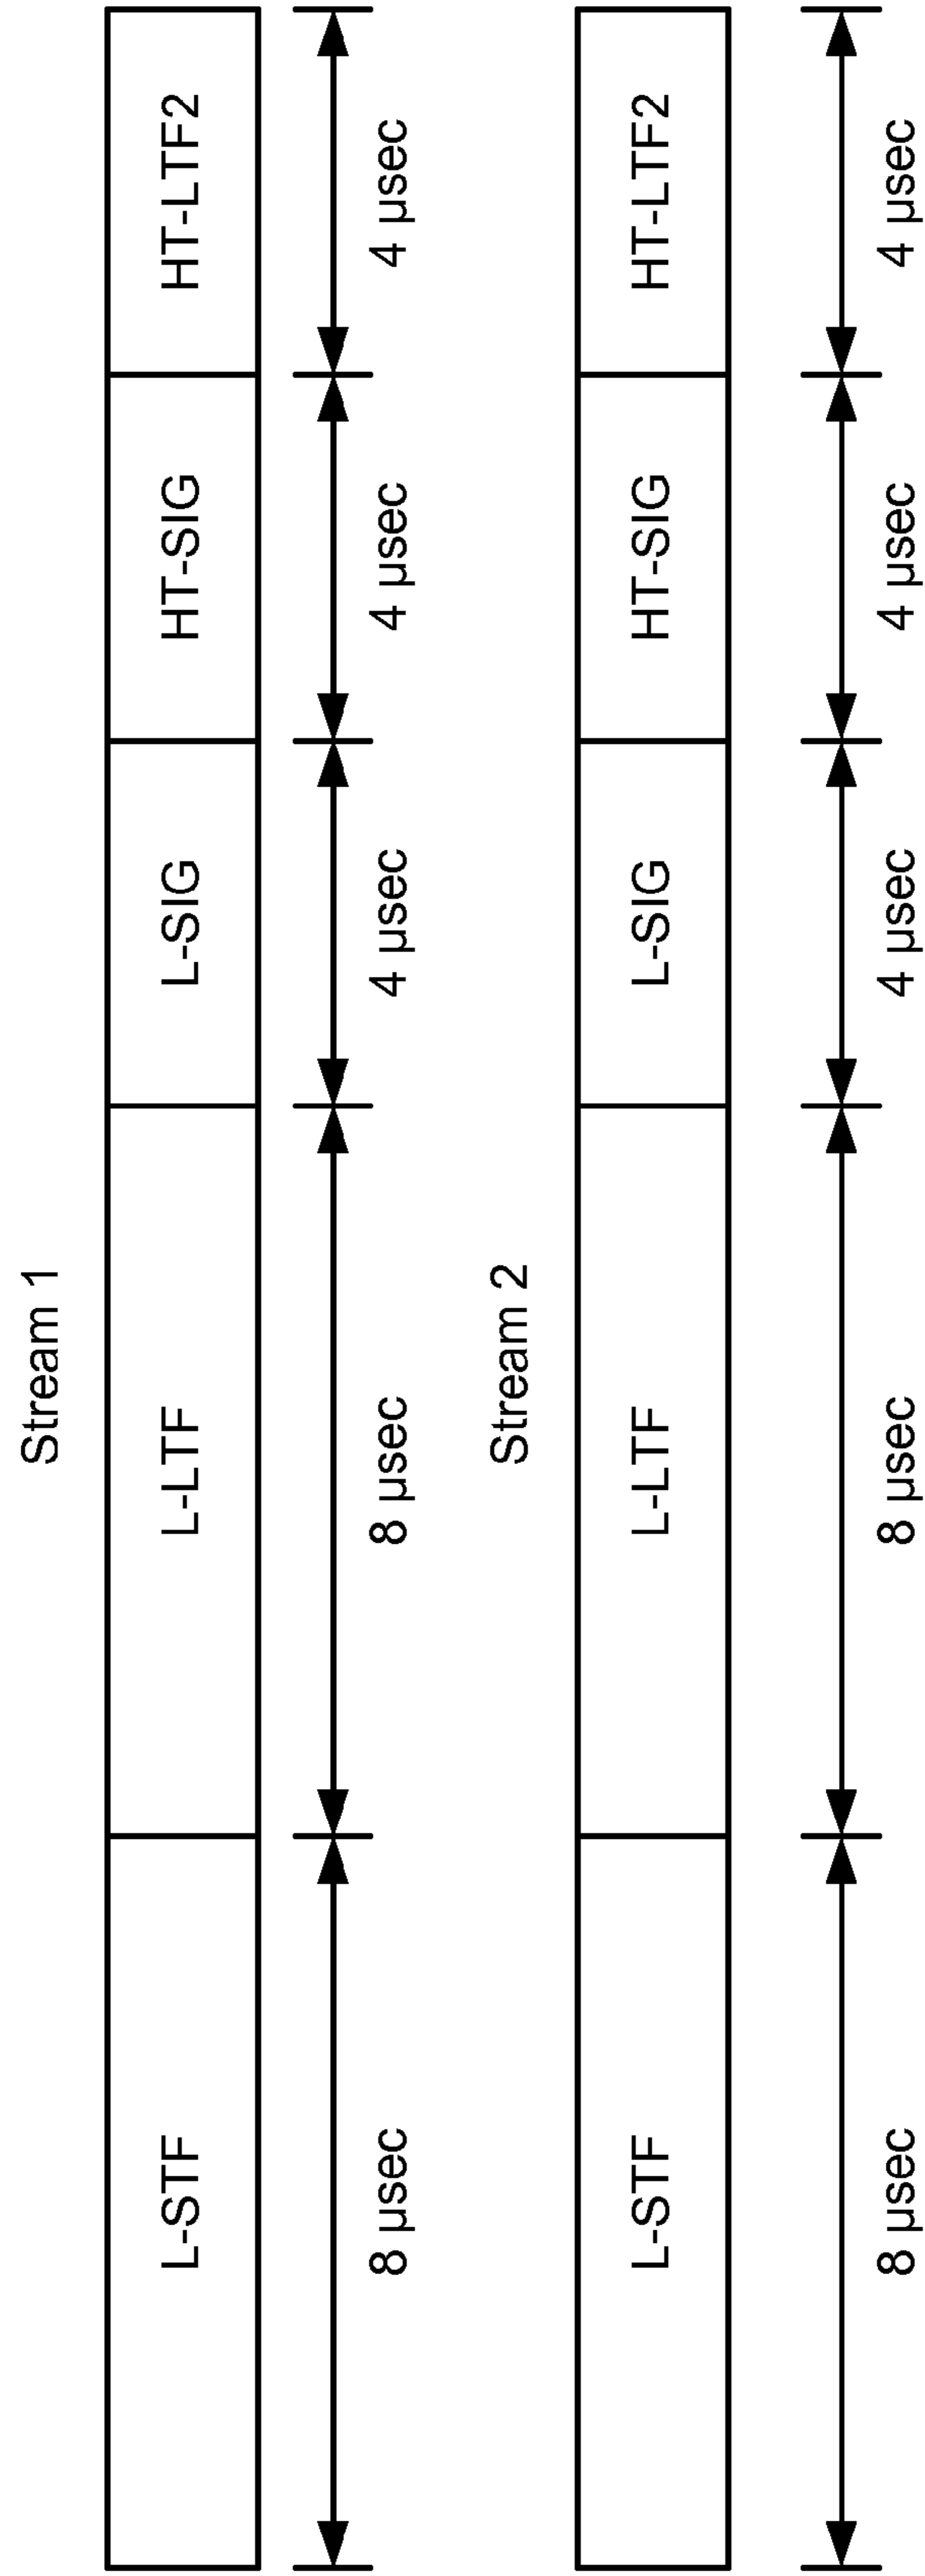 Stream 1
L-STF L-LTF L-SIG HT-SIG HT-LTF2
8 μsec 8 μsec 4 μsec 4 μsec 4 μsec
Stream 2
L-STF L-LTF L-SIG HT-SIG HT-LTF2
8 μsec 8 μsec 4 μsec 4 μsec 4 μsec